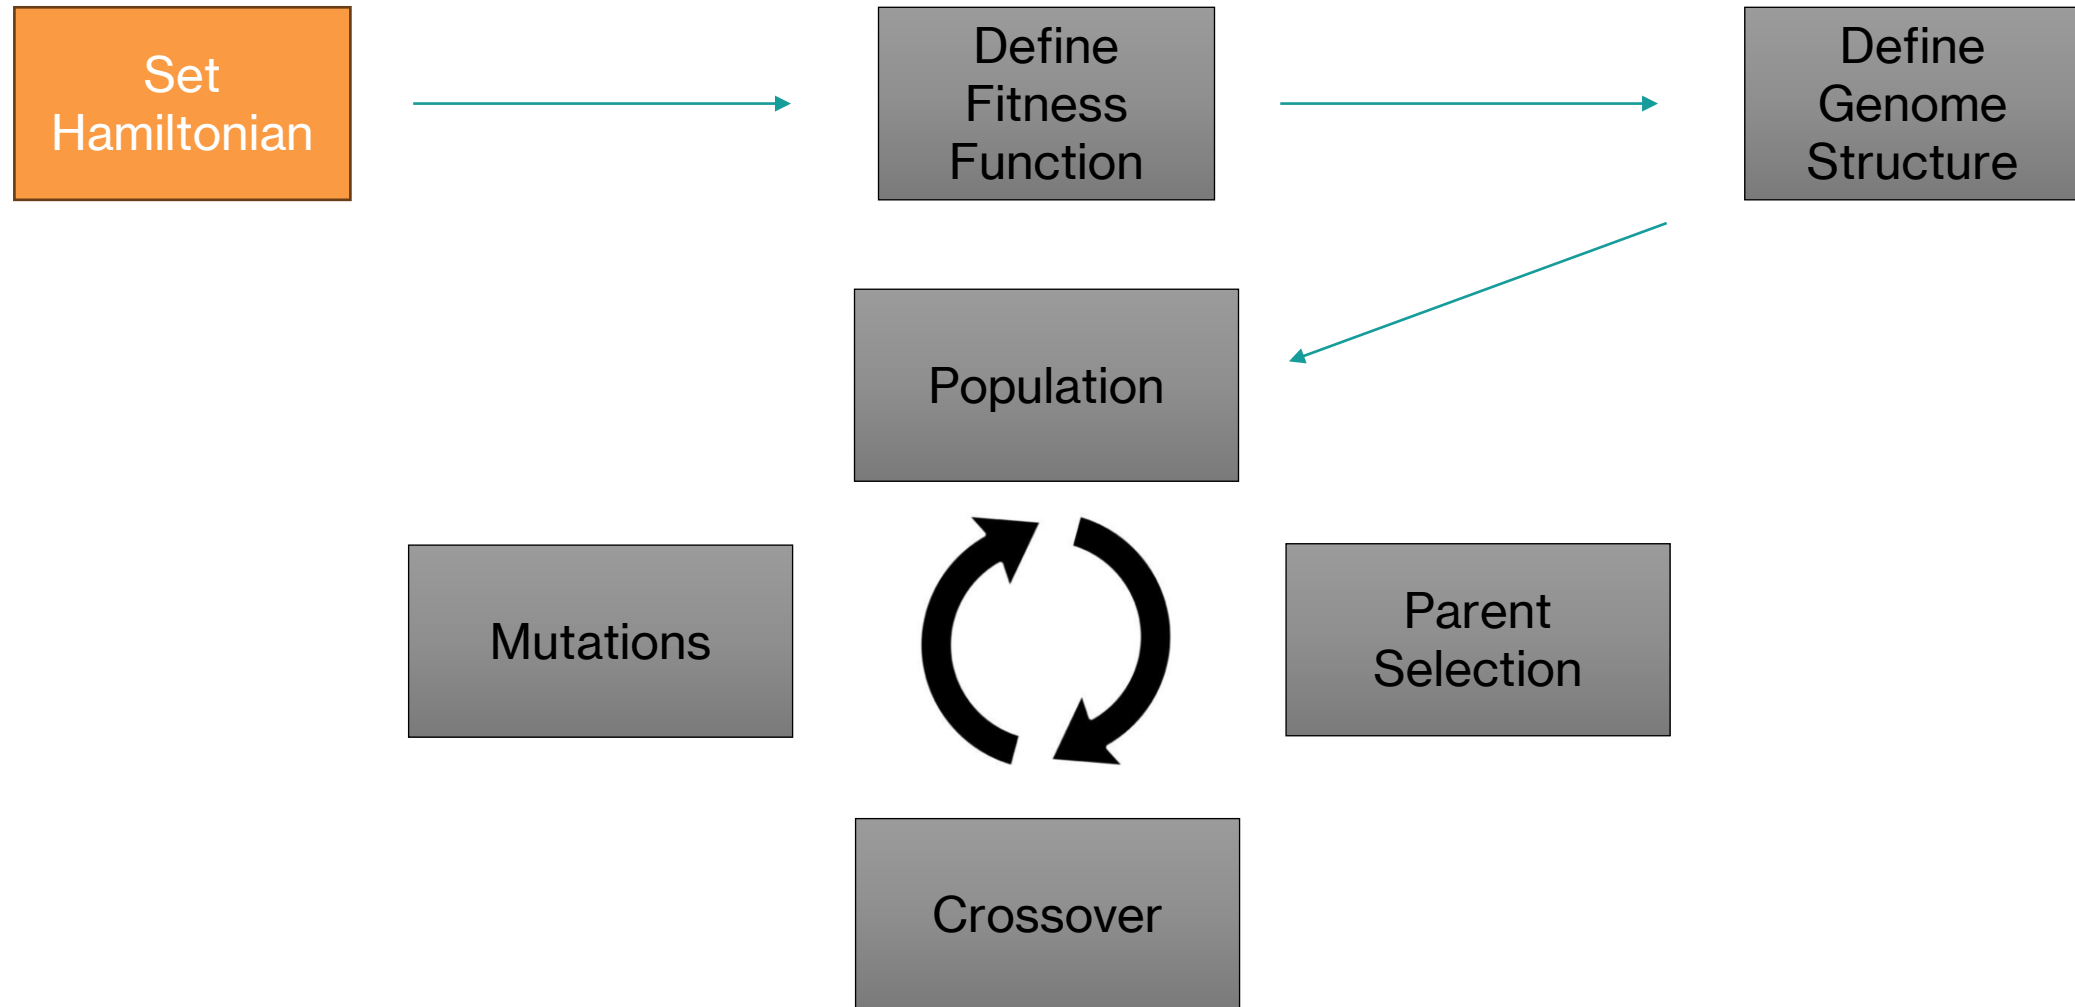 Set
Hamiltonian
Define
Fitness
Function
Define
Genome
Structure
Population
Mutations
Parent
Selection
Crossover